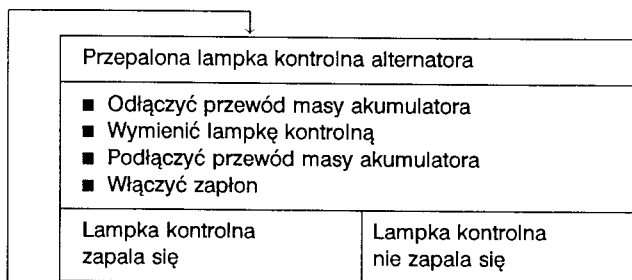 Przepalona lampka kontrolna alternatora
■ Odłączyć przewód masy akumulatora
■ Wymienić lampkę kontrolną
■ Podłączyć przewód masy akumulatora
■ Włączyć zapłon
Lampka kontrolna
zapala się
Lampka kontrolna
nie zapala się